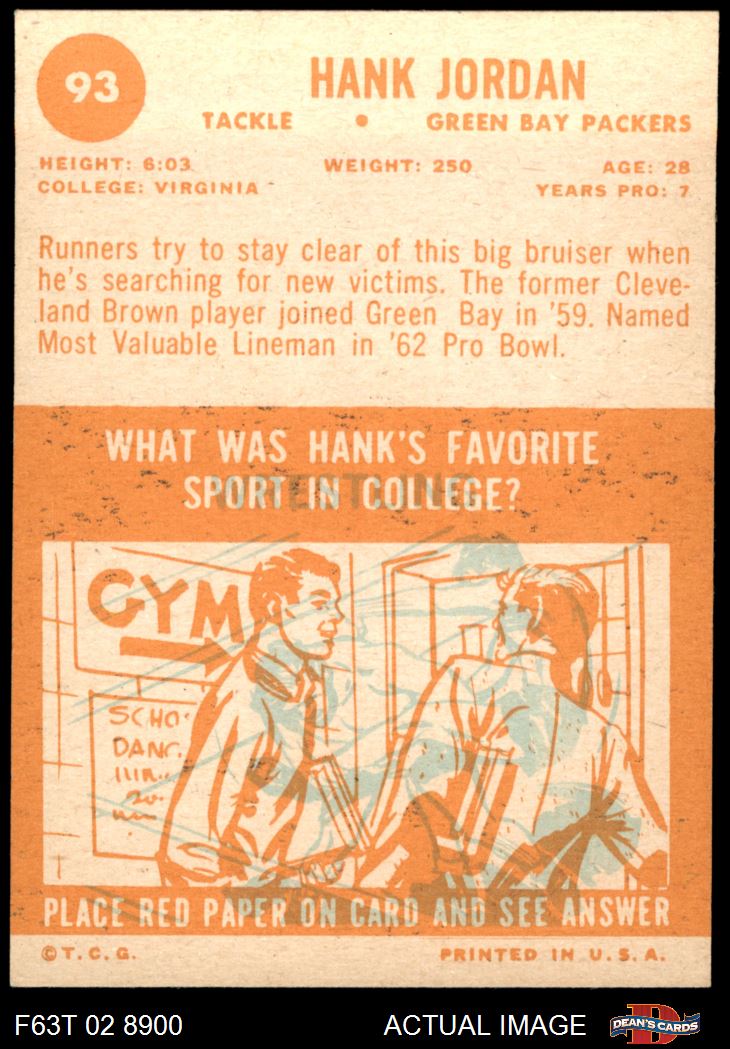 93
HANK JORDAN
TACKLE • GREEN BAY PACKERS
HEIGHT: 6:03 WEIGHT: 250 AGE: 28
COLLEGE: VIRGINIA YEARS PRO: 7
Runners try to stay clear of this big bruiser when
he's searching for new victims. The former Cleve-
land Brown player joined Green Bay in '59. Named
Most Valuable Lineman in '62 Pro Bowl.
WHAT WAS HANK'S FAVORITE
SPORT IN COLLEGE?
WRESTLING
GYM
SCHO
DANC
PLACE RED PAPER ON CARD AND SEE ANSWER
© T. C. G. PRINTED IN U. S. A.
F63T 02 8900 ACTUAL IMAGE DEAN'S CARDS